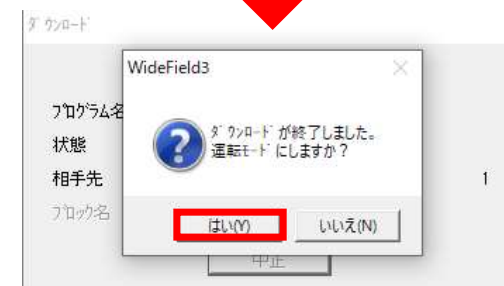 ﾀﾞｳﾝﾛｰﾄﾞ
WideField3
ﾌﾟﾛｸﾞﾗﾑ名
ﾀﾞｳﾝﾛｰﾄﾞが終了しました。
運転ﾓｰﾄﾞにしますか？
状態
相手先
1
ﾌﾞﾛｯｸ名
はい(Y)
いいえ(N)
中止